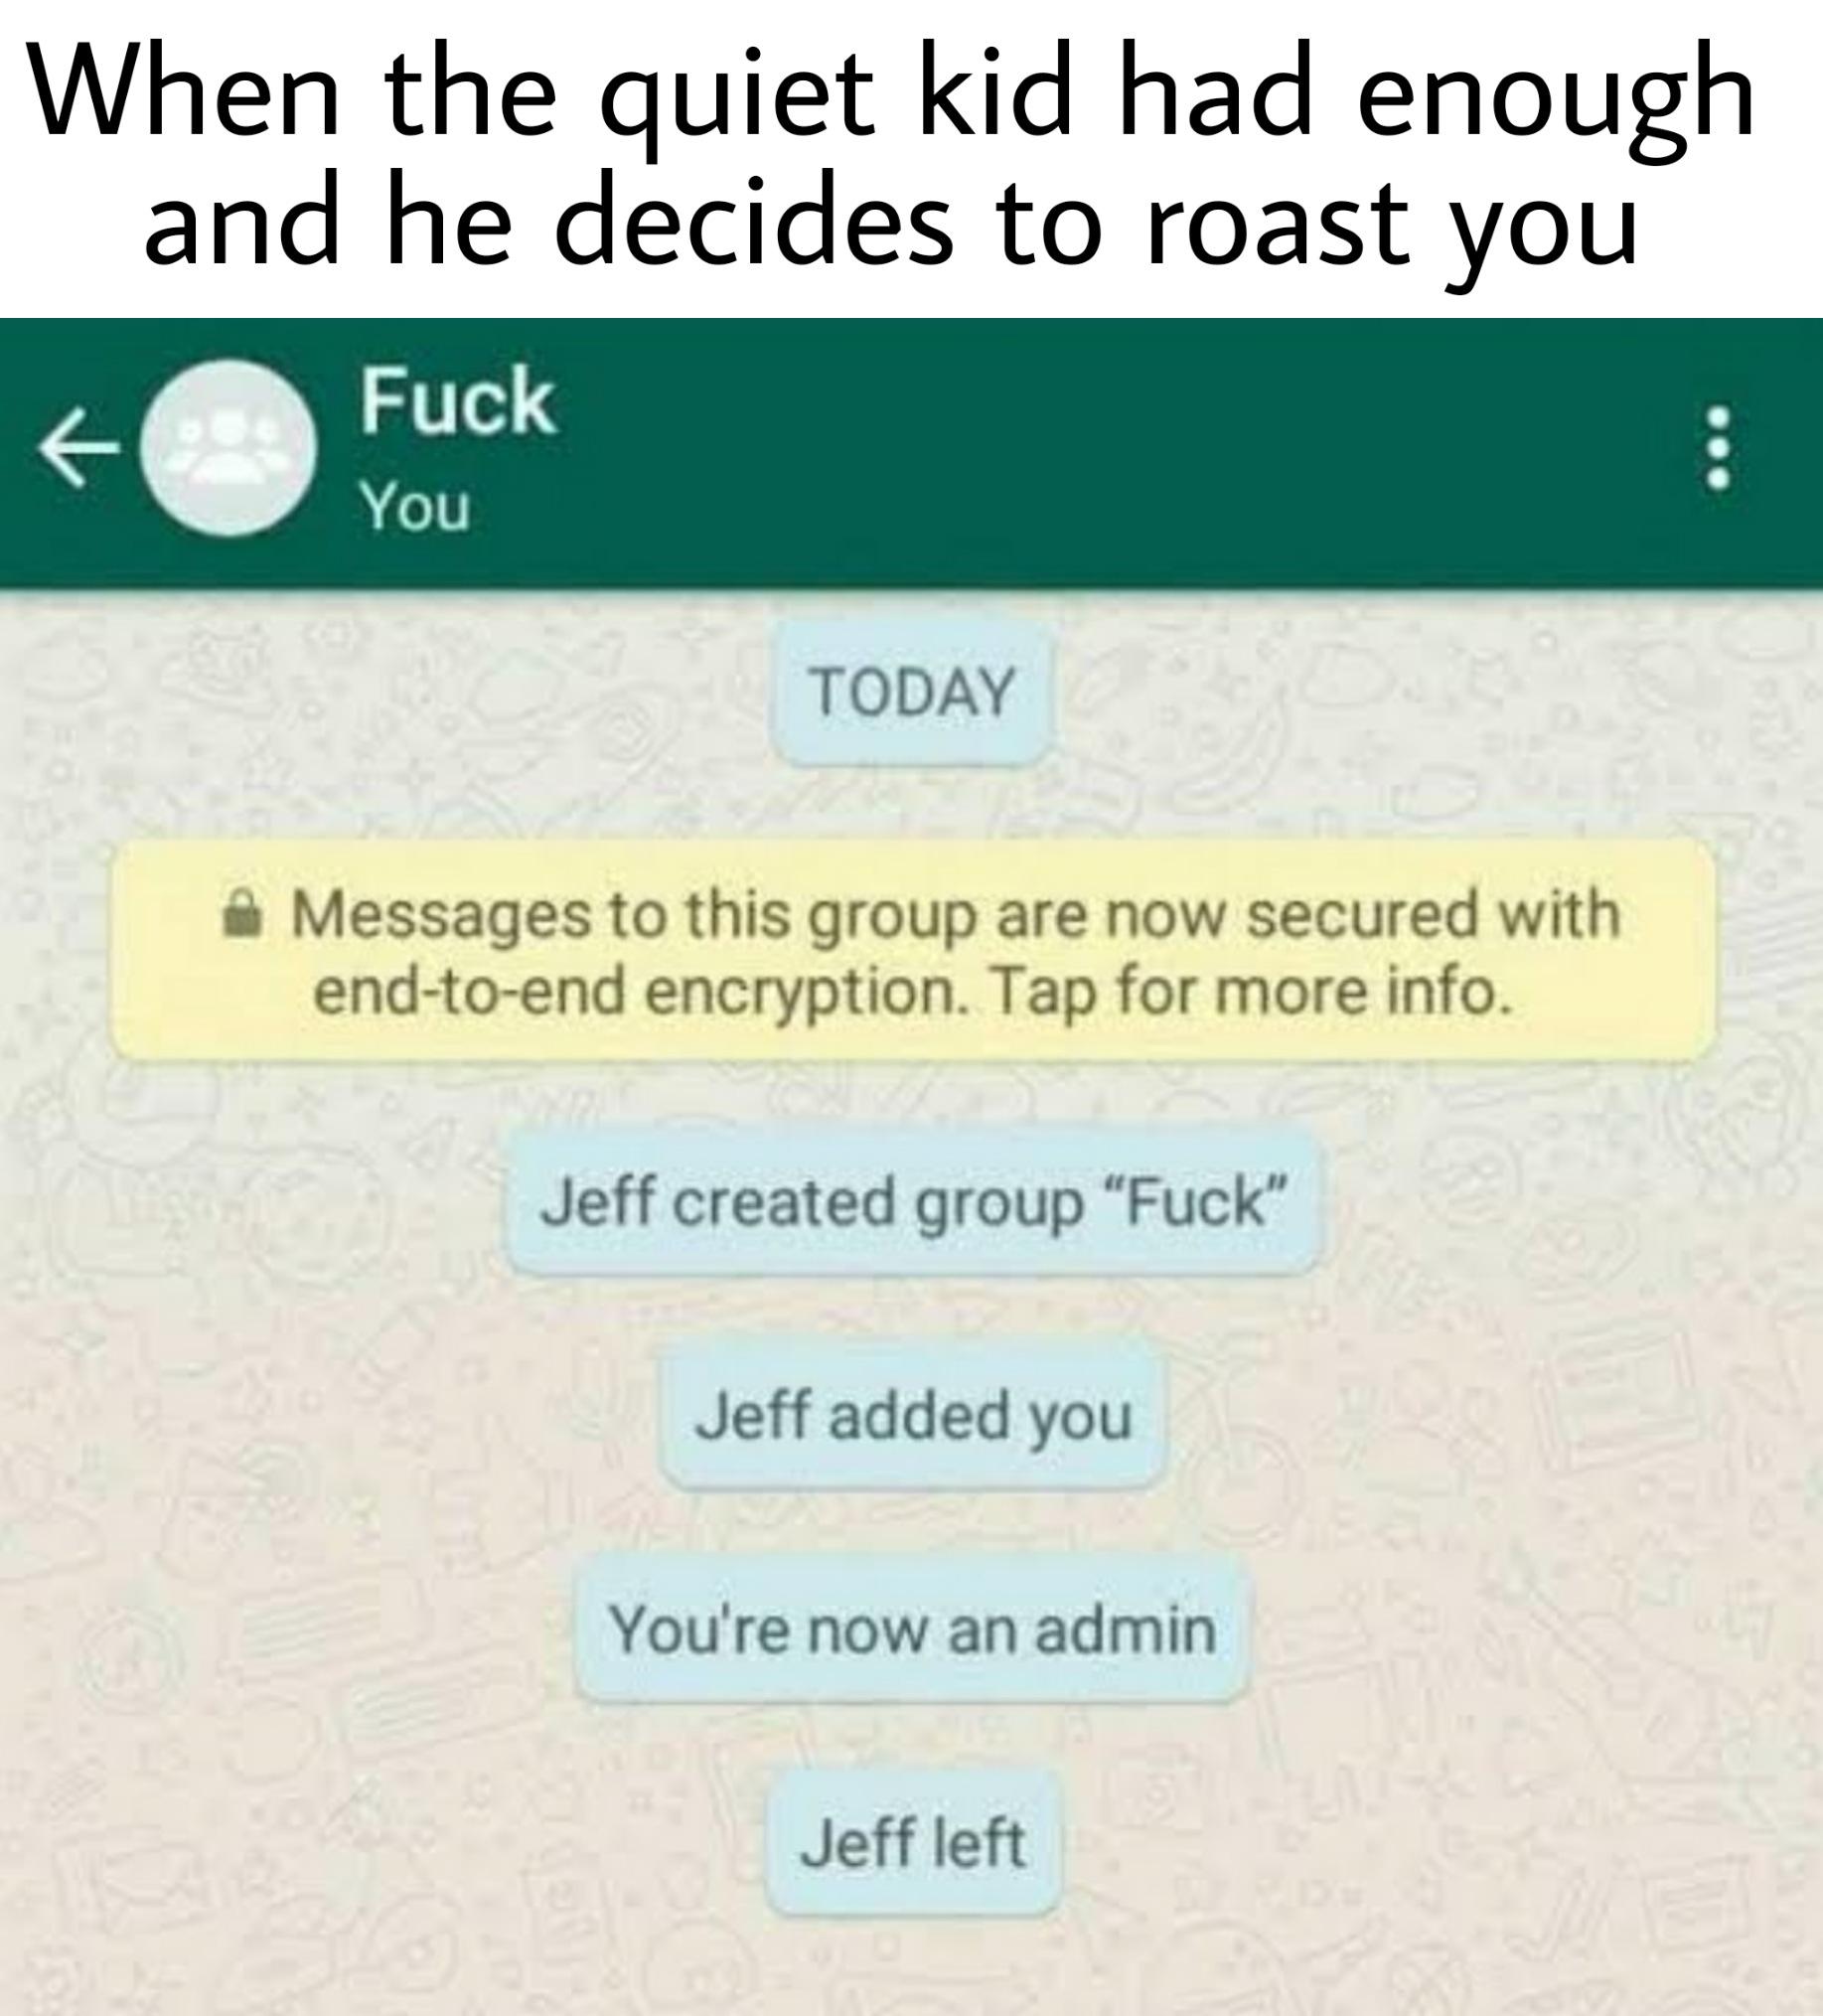 When the quiet kid had enough
and he decides to roast you
Fuck
You
TODAY
Messages to this group are now secured with
end-to-end encryption. Tap for more info.
Jeff created group “Fuck”
Jeff added you
You're now an admin
Jeff left